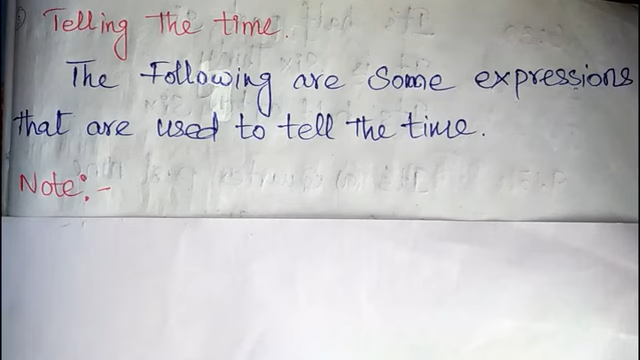 Telling the time.
The Following are some expressions
that are used to tell the time.
Note:-